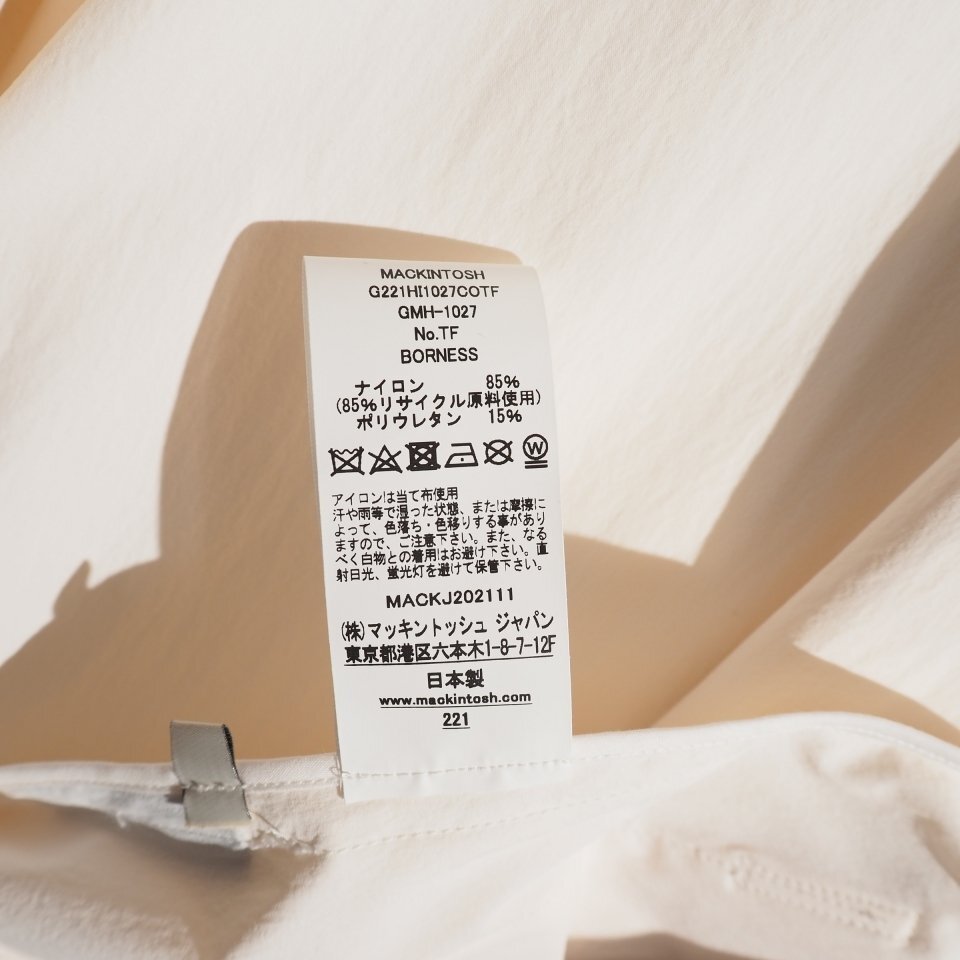 MACKINTOSH
G221HI1027COTF
GMH-1027
No.TF
BORNESS
ナイロン 85%
(85%リサイクル原料使用)
ポリウレタン 15%
W
アイロンは当て布使用
汗や雨等で湿った状態、または摩擦に
よって、色落ち・色移りする事があり
ますので、ご注意下さい。また、なる
べく白物との着用はお避け下さい。直
射日光、蛍光灯を避けて保管下さい。
MACKJ202111
(株)マッキントッシュ ジャパン
東京都港区六本木1-8-7-12F
日本製
www.mackintosh.com
221